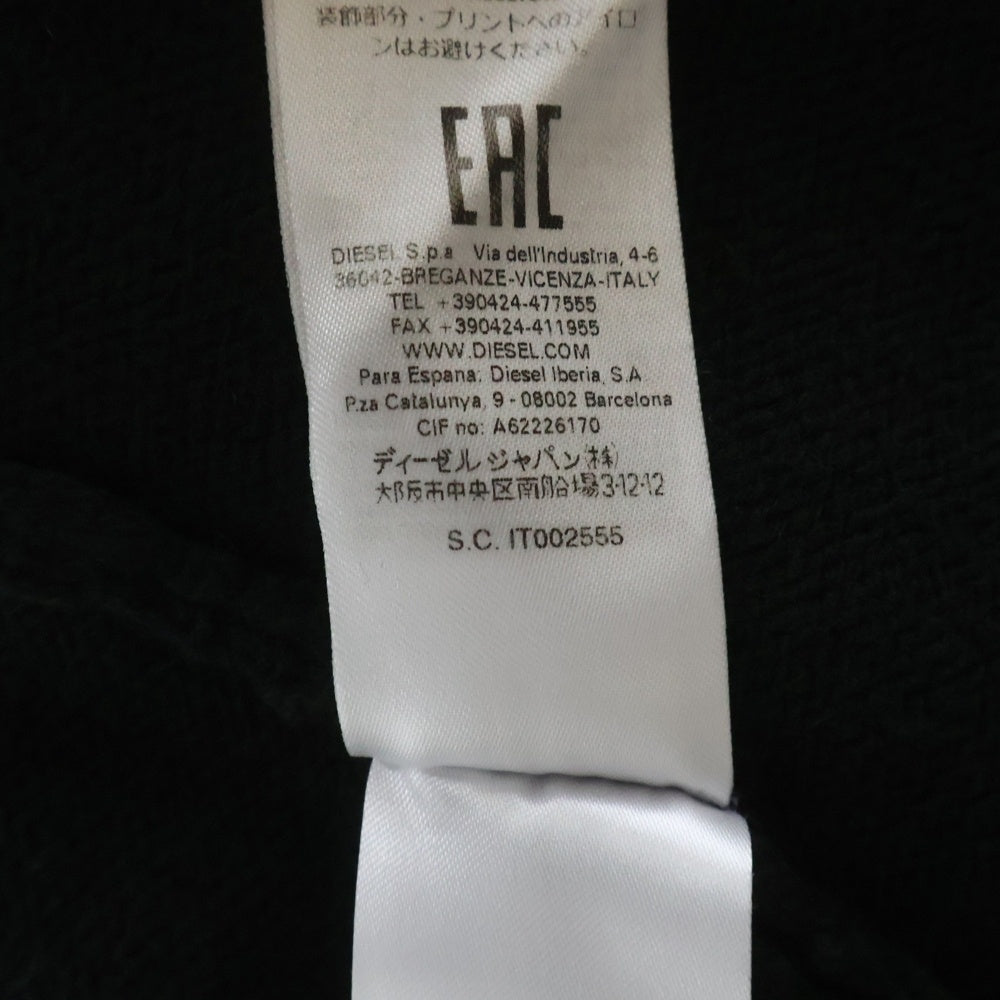 装飾部分・プリントへのアイロ
ンはお避けください。
EAC
DIESEL S.p.a Via dell'Industria, 4-6
36042-BREGANZE-VICENZA-ITALY
TEL +390424-477555
FAX +390424-411955
WWW.DIESEL.COM
Para Espana: Diesel Iberia, S.A.
P.za Catalunya, 9 - 08002 Barcelona
CIF no: A62226170
ディーゼル ジャパン(株)
大阪市中央区南船場3-12-12
S.C. IT002555